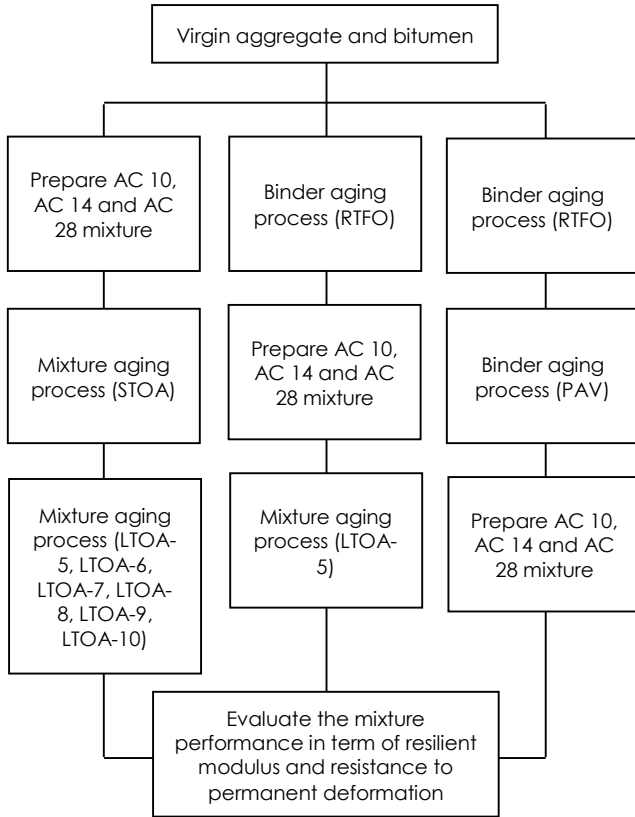 Virgin aggregate and bitumen
Prepare AC 10,
AC 14 and AC
28 mixture
Mixture aging
process (STOA)
Mixture aging
process (LTOA-
5, LTOA-6,
LTOA-7, LTOA-
8, LTOA-9,
LTOA-10)
Binder aging
process (RTFO)
Prepare AC 10,
AC 14 and AC
28 mixture
Mixture aging
process (LTOA-
5)
Binder aging
process (RTFO)
Binder aging
process (PAV)
Prepare AC 10,
AC 14 and AC
28 mixture
Evaluate the mixture
performance in term of resilient
modulus and resistance to
permanent deformation